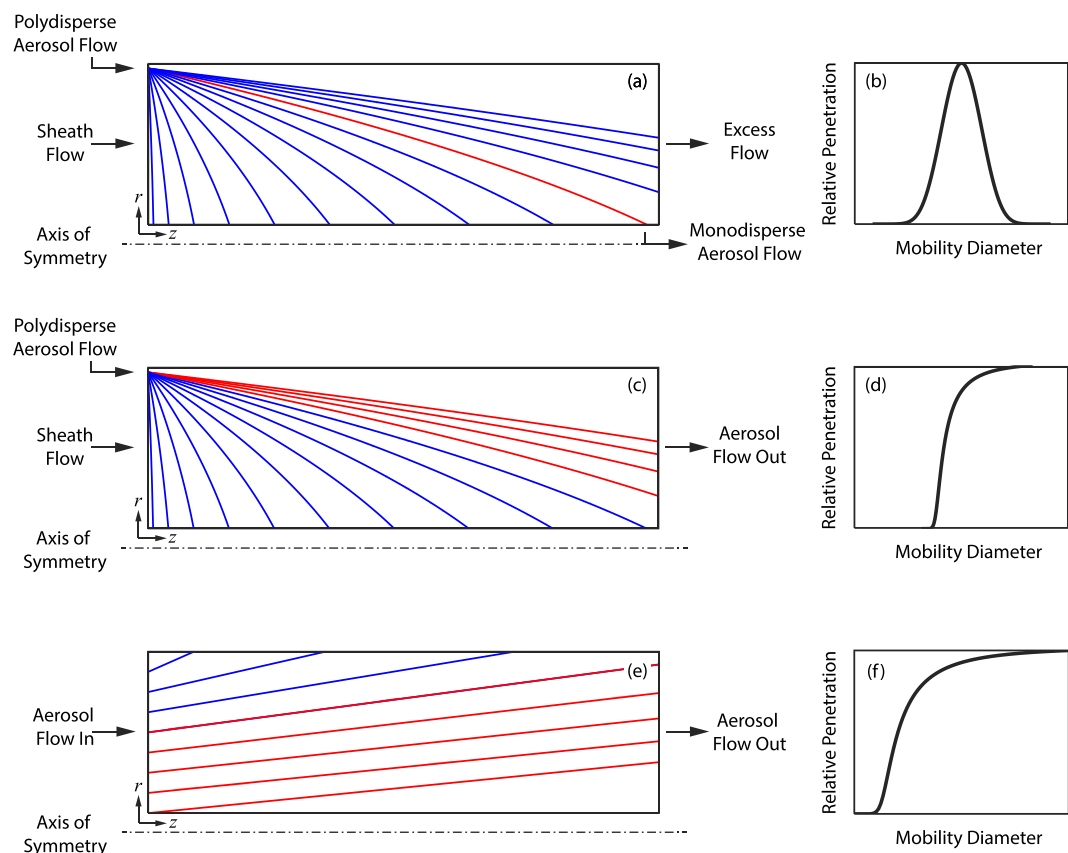 Polydisperse
Aerosol Flow
(a)
Sheath
Flow
Excess
Flow
r
z
Axis of
Symmetry
Monodisperse
Aerosol Flow
Relative Penetration
(b)
Mobility Diameter
Polydisperse
Aerosol Flow
(c)
Sheath
Flow
Aerosol
Flow Out
r
z
Axis of
Symmetry
Relative Penetration
(d)
Mobility Diameter
(e)
Aerosol
Flow In
Aerosol
Flow Out
r
z
Axis of
Symmetry
Relative Penetration
(f)
Mobility Diameter